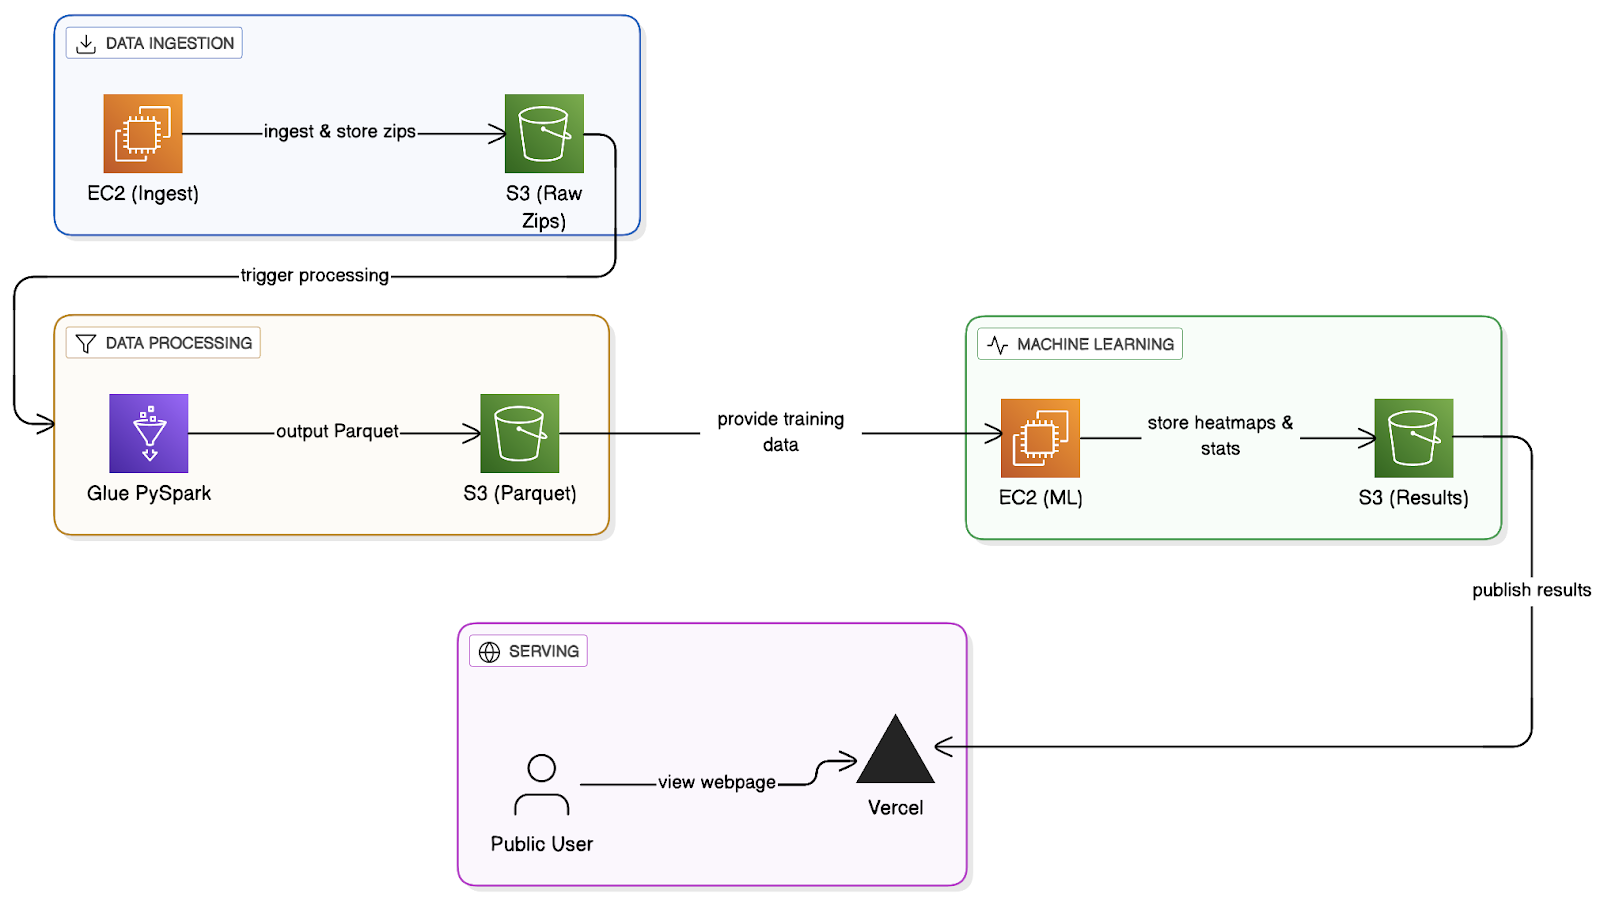 DATA INGESTION
ingest & store zips
EC2 (Ingest)
S3 (Raw
Zips)
trigger processing
DATA PROCESSING
output Parquet
Glue PySpark
S3 (Parquet)
provide training
data
MACHINE LEARNING
store heatmaps &
stats
EC2 (ML)
S3 (Results)
publish results
SERVING
view webpage
Public User
Vercel